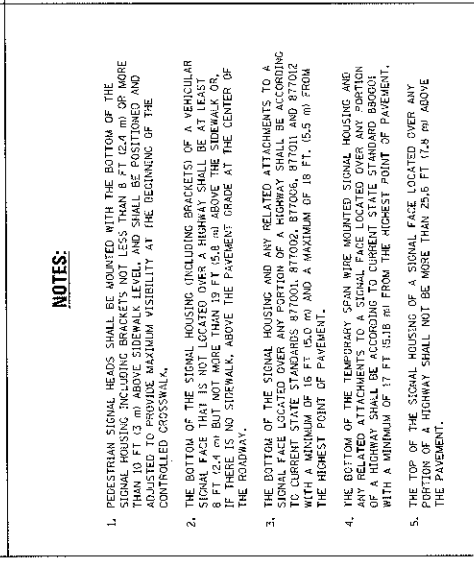 NOTES:
1. PEDESTRIAN SIGNAL HEADS SHALL BE MOUNTED WITH THE BOTTOM OF THE
SIGNAL HOUSING INCLUDING BRACKETS NOT LESS THAN 8 FT (2.4 m) OR MORE
THAN 10 FT (3 m) ABOVE SIDEWALK LEVEL, AND SHALL BE POSITIONED AND
ADJUSTED TO PROVIDE MAXIMUM VISIBILITY AT THE BEGINNING OF THE
CONTROLLED CROSSWALK.
2. THE BOTTOM OF THE SIGNAL HOUSING (INCLUDING BRACKETS) OF A VEHICULAR
SIGNAL FACE THAT IS NOT LOCATED OVER A HIGHWAY SHALL BE AT LEAST
8 FT (2.4 m) BUT NOT MORE THAN 19 FT (5.8 m) ABOVE THE SIDEWALK OR,
IF THERE IS NO SIDEWALK, ABOVE THE PAVEMENT GRADE AT THE CENTER OF
THE ROADWAY.
3. THE BOTTOM OF THE SIGNAL HOUSING AND ANY RELATED ATTACHMENTS TO A
SIGNAL FACE LOCATED OVER ANY PORTION OF A HIGHWAY SHALL BE ACCORDING
TO CURRENT STATE STANDARDS 877001, 877002, 877006, 877011 AND 877012
WITH A MINIMUM OF 16 FT (5.0 m) AND A MAXIMUM OF 18 FT. (5.5 m) FROM
THE HIGHEST POINT OF PAVEMENT.
4. THE BOTTOM OF THE TEMPORARY SPAN WIRE MOUNTED SIGNAL HOUSING AND
ANY RELATED ATTACHMENTS TO A SIGNAL FACE LOCATED OVER ANY PORTION
OF A HIGHWAY SHALL BE ACCORDING TO CURRENT STATE STANDARD 880001
WITH A MINIMUM OF 17 FT (5.18 m) FROM THE HIGHEST POINT OF PAVEMENT.
5. THE TOP OF THE SIGNAL HOUSING OF A SIGNAL FACE LOCATED OVER ANY
PORTION OF A HIGHWAY SHALL NOT BE MORE THAN 25.6 FT (7.8 m) ABOVE
THE PAVEMENT.